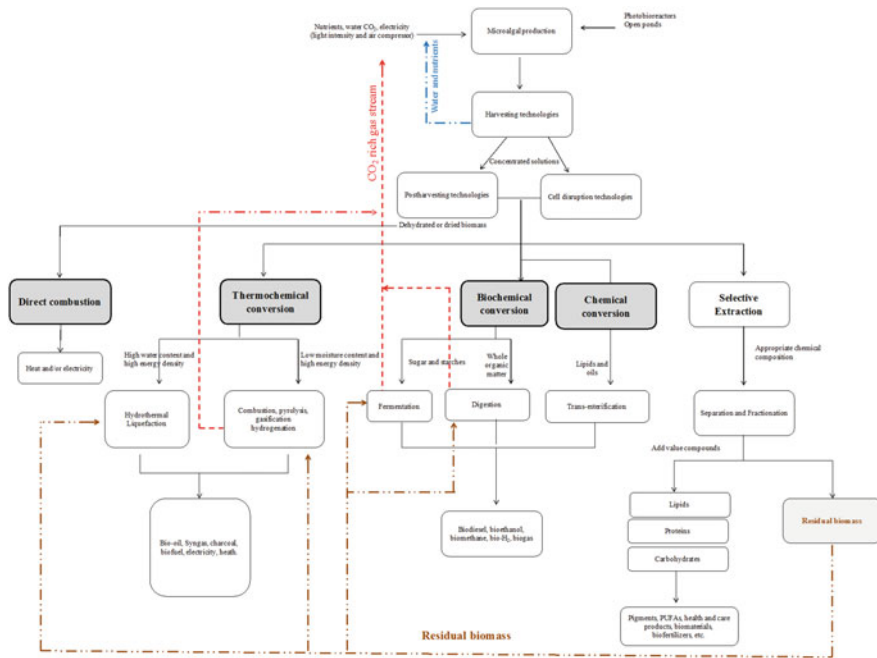 Nutrients, water CO2, electricity
(light intensity and air compressor)
Microalgal production
Photobioreactors
Open ponds
Water and nutrients
CO2 rich gas stream
Harvesting technologies
Concentrated solutions
Postharvesting technologies
Cell disruption technologies
Dehydrated or dried biomass
Direct combustion
Thermochemical
conversion
Biochemical
conversion
Chemical
conversion
Selective
Extraction
High water content and
high energy density
Low moisture content and
high energy density
Sugar and starches
Whole
organic
matter
Lipids and
oils
Appropriate chemical
composition
Heat and/or electricity
Hydrothermal
Liquefaction
Combustion, pyrolysis,
gasification
hydrogenation
Fermentation
Digestion
Trans-esterification
Separation and Fractionation
Add value compounds
Bio-oil, Syngas, charcoal,
biofuel, electricity, heath.
Biodiesel, bioethanol,
biomethane, bio-H2, biogas
Lipids
Proteins
Carbohydrates
Residual biomass
Pigments, PUFAs, health and care
products, biomaterials,
biofertilizers, etc.
Residual biomass